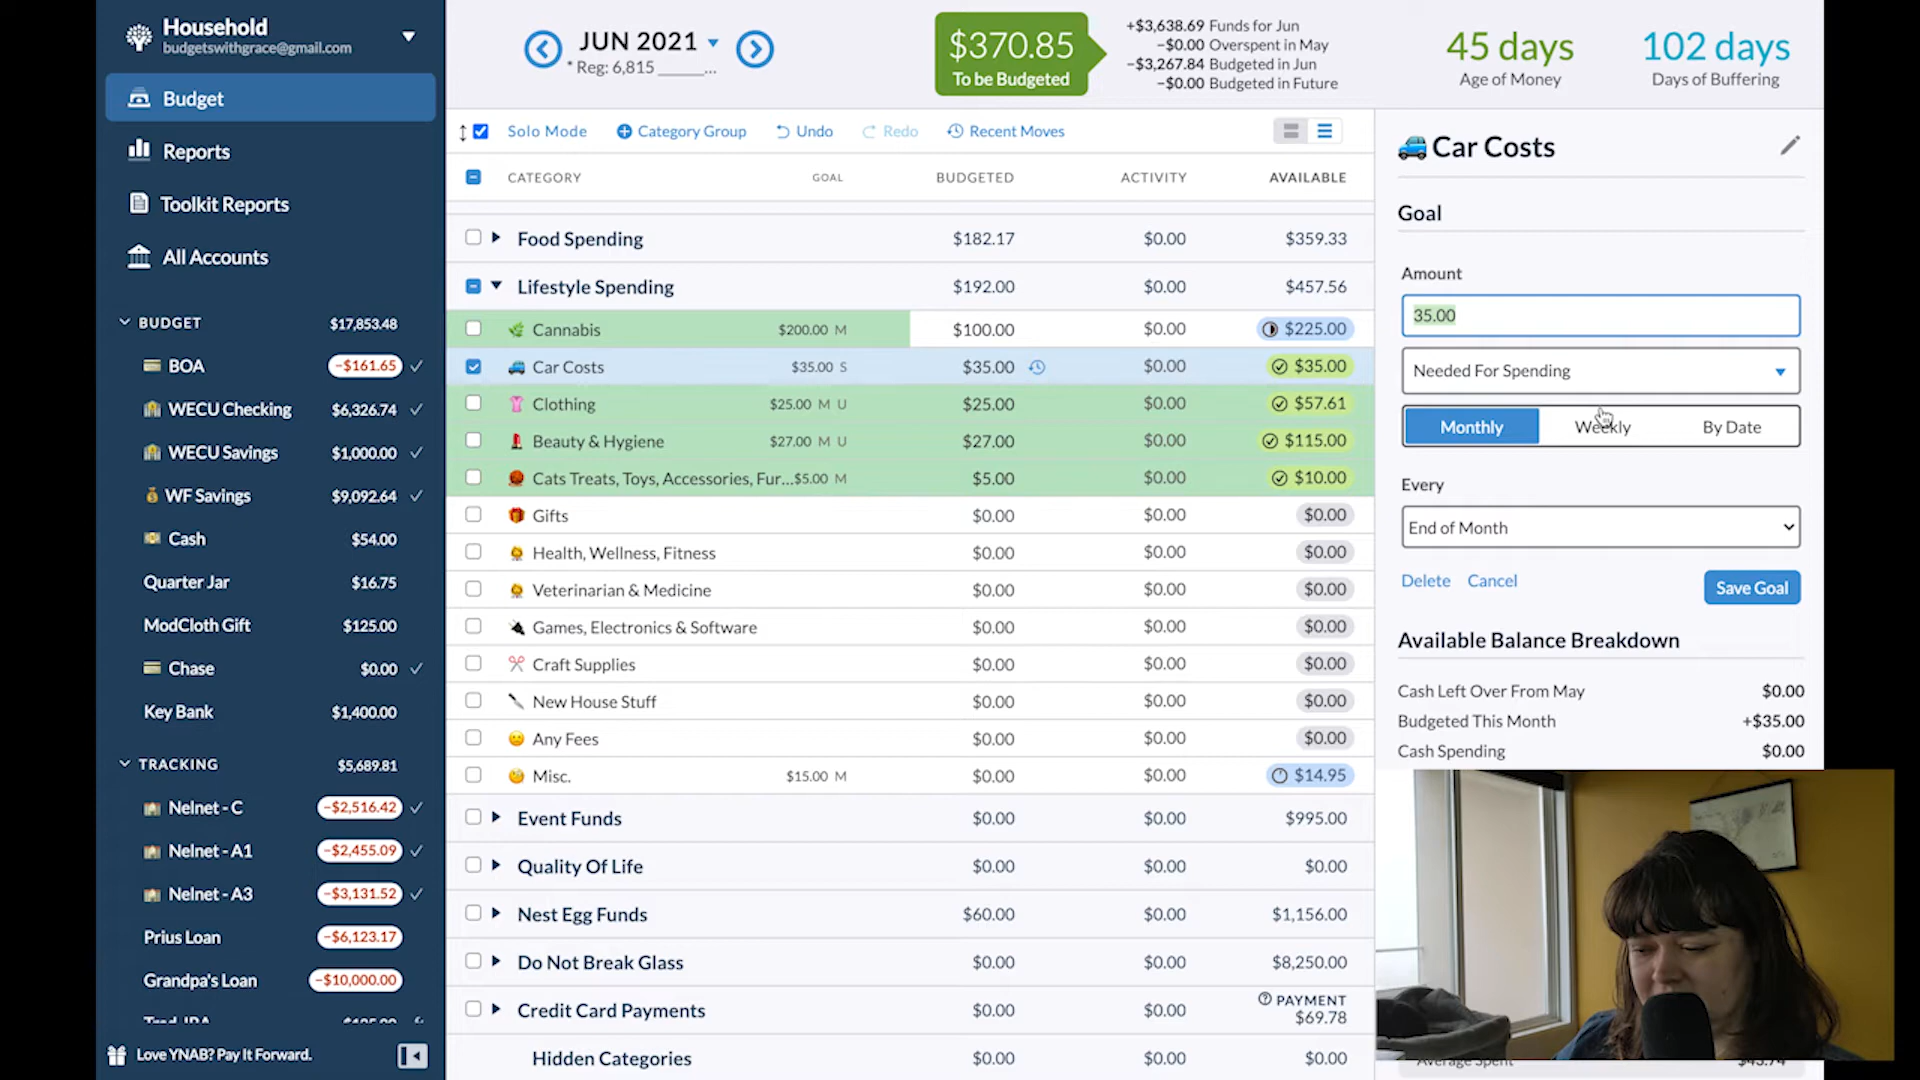 Household
budgetswithgrace@gmail.com
Budget
Reports
Toolkit Reports
All Accounts
BUDGET $17,853.48
BOA −$161.65
WECU Checking $6,326.74
WECU Savings $1,000.00
WF Savings $9,092.64
Cash $54.00
Quarter Jar $16.75
ModCloth Gift $125.00
Chase $0.00
Key Bank $1,400.00
TRACKING $5,689.81
Nelnet - C −$2,516.42
Nelnet - A1 −$2,455.09
Nelnet - A3 −$3,131.52
Prius Loan −$6,123.17
Grandpa's Loan −$10,000.00
Love YNAB? Pay It Forward.
JUN 2021
* Reg: 6,815 ______...
$370.85
To be Budgeted
+$3,638.69 Funds for Jun
−$0.00 Overspent in May
−$3,267.84 Budgeted in Jun
−$0.00 Budgeted in Future
45 days
Age of Money
102 days
Days of Buffering
Solo Mode Category Group Undo Redo Recent Moves
CATEGORY GOAL BUDGETED ACTIVITY AVAILABLE
Food Spending $182.17 $0.00 $359.33
Lifestyle Spending $192.00 $0.00 $457.56
Cannabis $200.00 M $100.00 $0.00 $225.00
Car Costs $35.00 S $35.00 $0.00 $35.00
Clothing $25.00 M U $25.00 $0.00 $57.61
Beauty & Hygiene $27.00 M U $27.00 $0.00 $115.00
Cats Treats, Toys, Accessories, Fur...$5.00 M $5.00 $0.00 $10.00
Gifts $0.00 $0.00 $0.00
Health, Wellness, Fitness $0.00 $0.00 $0.00
Veterinarian & Medicine $0.00 $0.00 $0.00
Games, Electronics & Software $0.00 $0.00 $0.00
Craft Supplies $0.00 $0.00 $0.00
New House Stuff $0.00 $0.00 $0.00
Any Fees $0.00 $0.00 $0.00
Misc. $15.00 M $0.00 $0.00 $14.95
Event Funds $0.00 $0.00 $995.00
Quality Of Life $0.00 $0.00 $0.00
Nest Egg Funds $60.00 $0.00 $1,156.00
Do Not Break Glass $0.00 $0.00 $8,250.00
Credit Card Payments $0.00 $0.00 PAYMENT $69.78
Hidden Categories $0.00 $0.00 $0.00
Car Costs
Goal
Amount
35.00
Needed For Spending
Monthly Weekly By Date
Every
End of Month
Delete Cancel Save Goal
Available Balance Breakdown
Cash Left Over From May $0.00
Budgeted This Month +$35.00
Cash Spending $0.00
Average Spent